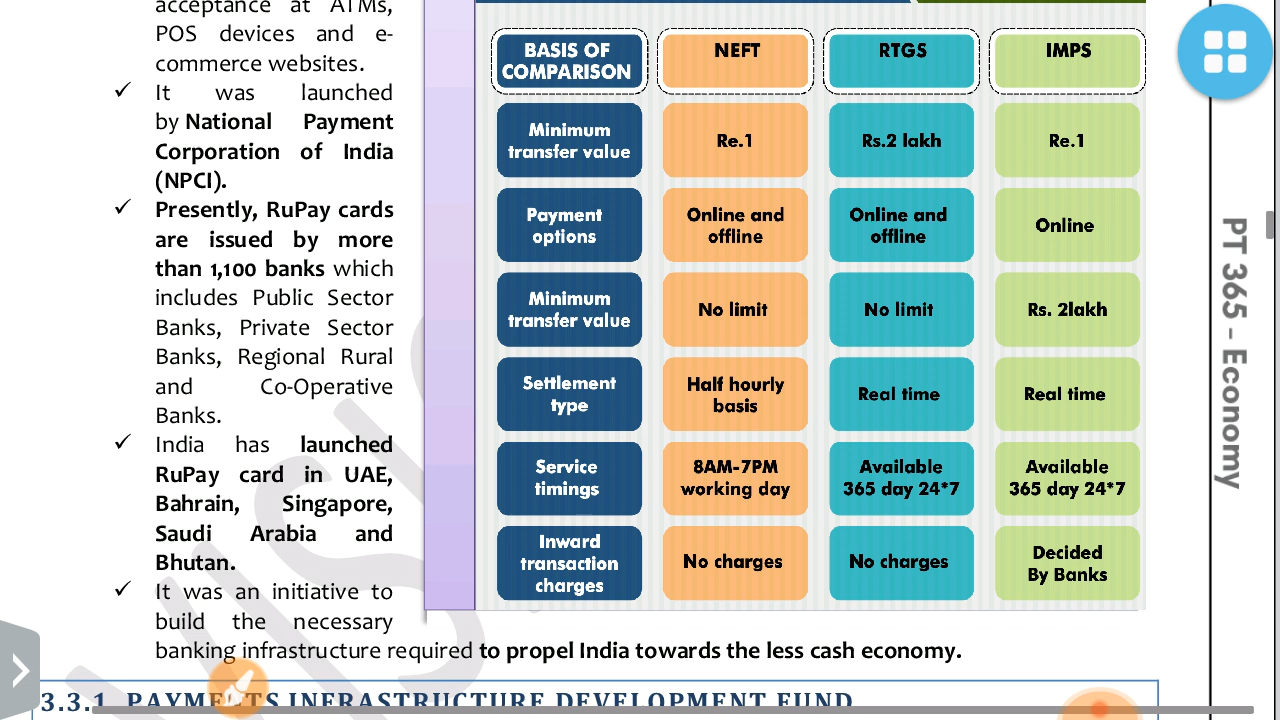 acceptance at ATMs,
POS devices and e-
commerce websites.
✓ It was launched
by National Payment
Corporation of India
(NPCI).
✓ Presently, RuPay cards
are issued by more
than 1,100 banks which
includes Public Sector
Banks, Private Sector
Banks, Regional Rural
and Co-Operative
Banks.
✓ India has launched
RuPay card in UAE,
Bahrain, Singapore,
Saudi Arabia and
Bhutan.
✓ It was an initiative to
build the necessary
banking infrastructure required to propel India towards the less cash economy.
BASIS OF
COMPARISON
NEFT
RTGS
IMPS
Minimum
transfer value
Re.1
Rs.2 lakh
Re.1
Payment
options
Online and
offline
Online and
offline
Online
Minimum
transfer value
No limit
No limit
Rs. 2lakh
Settlement
type
Half hourly
basis
Real time
Real time
Service
timings
8AM-7PM
working day
Available
365 day 24*7
Available
365 day 24*7
Inward
transaction
charges
No charges
No charges
Decided
By Banks
3.3.1 PAYMENTS INFRASTRUCTURE DEVELOPMENT FUND
PT 365 - Economy